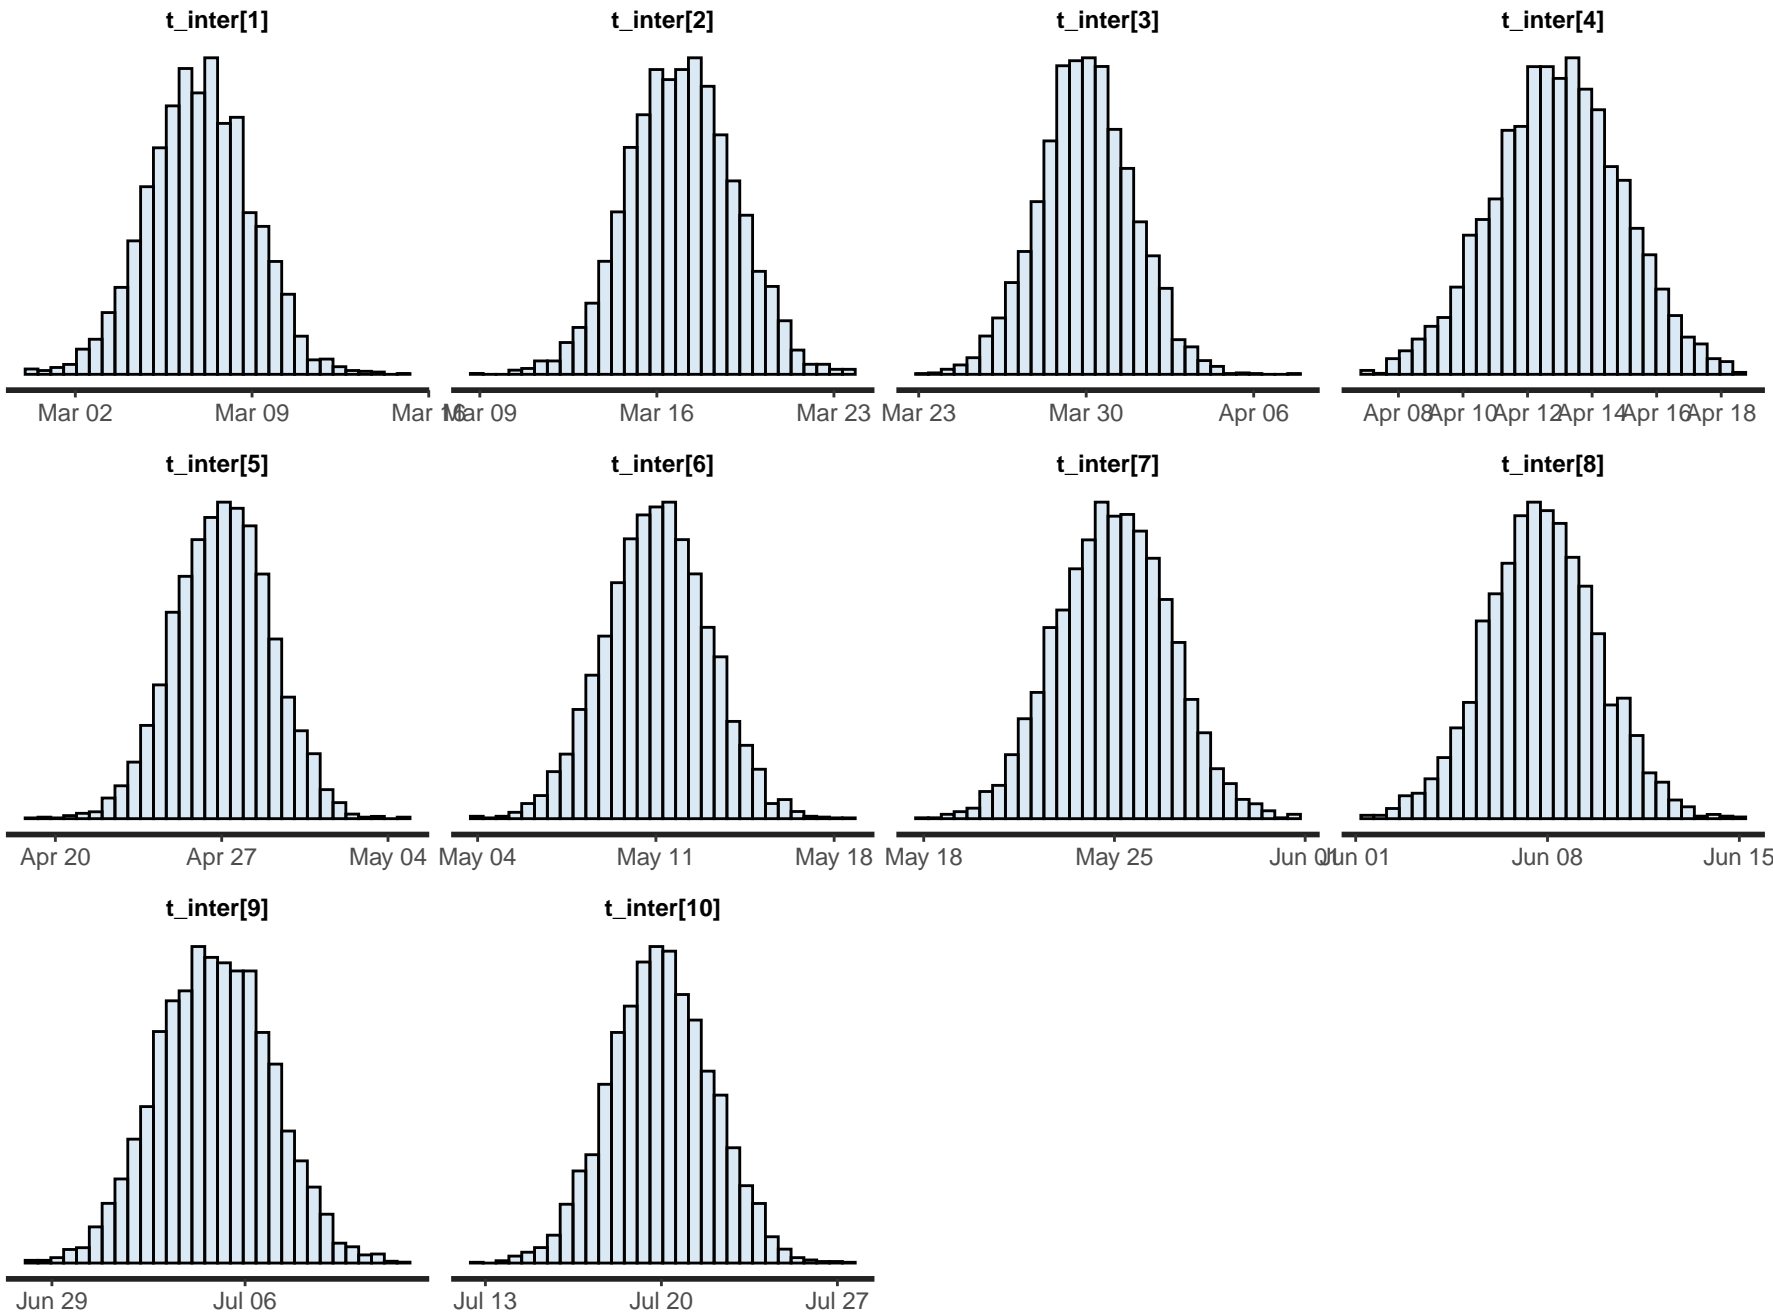 t_inter[1] t_inter[2] t_inter[3] t_inter[4]
Mar 02 Mar 09 Mar 16 Mar 09 Mar 16 Mar 23 Mar 23 Mar 30 Apr 06 Apr 08 Apr 10 Apr 12 Apr 14 Apr 16 Apr 18
t_inter[5] t_inter[6] t_inter[7] t_inter[8]
Apr 20 Apr 27 May 04 May 04 May 11 May 18 May 18 May 25 Jun 01 Jun 01 Jun 08 Jun 15
t_inter[9] t_inter[10]
Jun 29 Jul 06 Jul 13 Jul 20 Jul 27